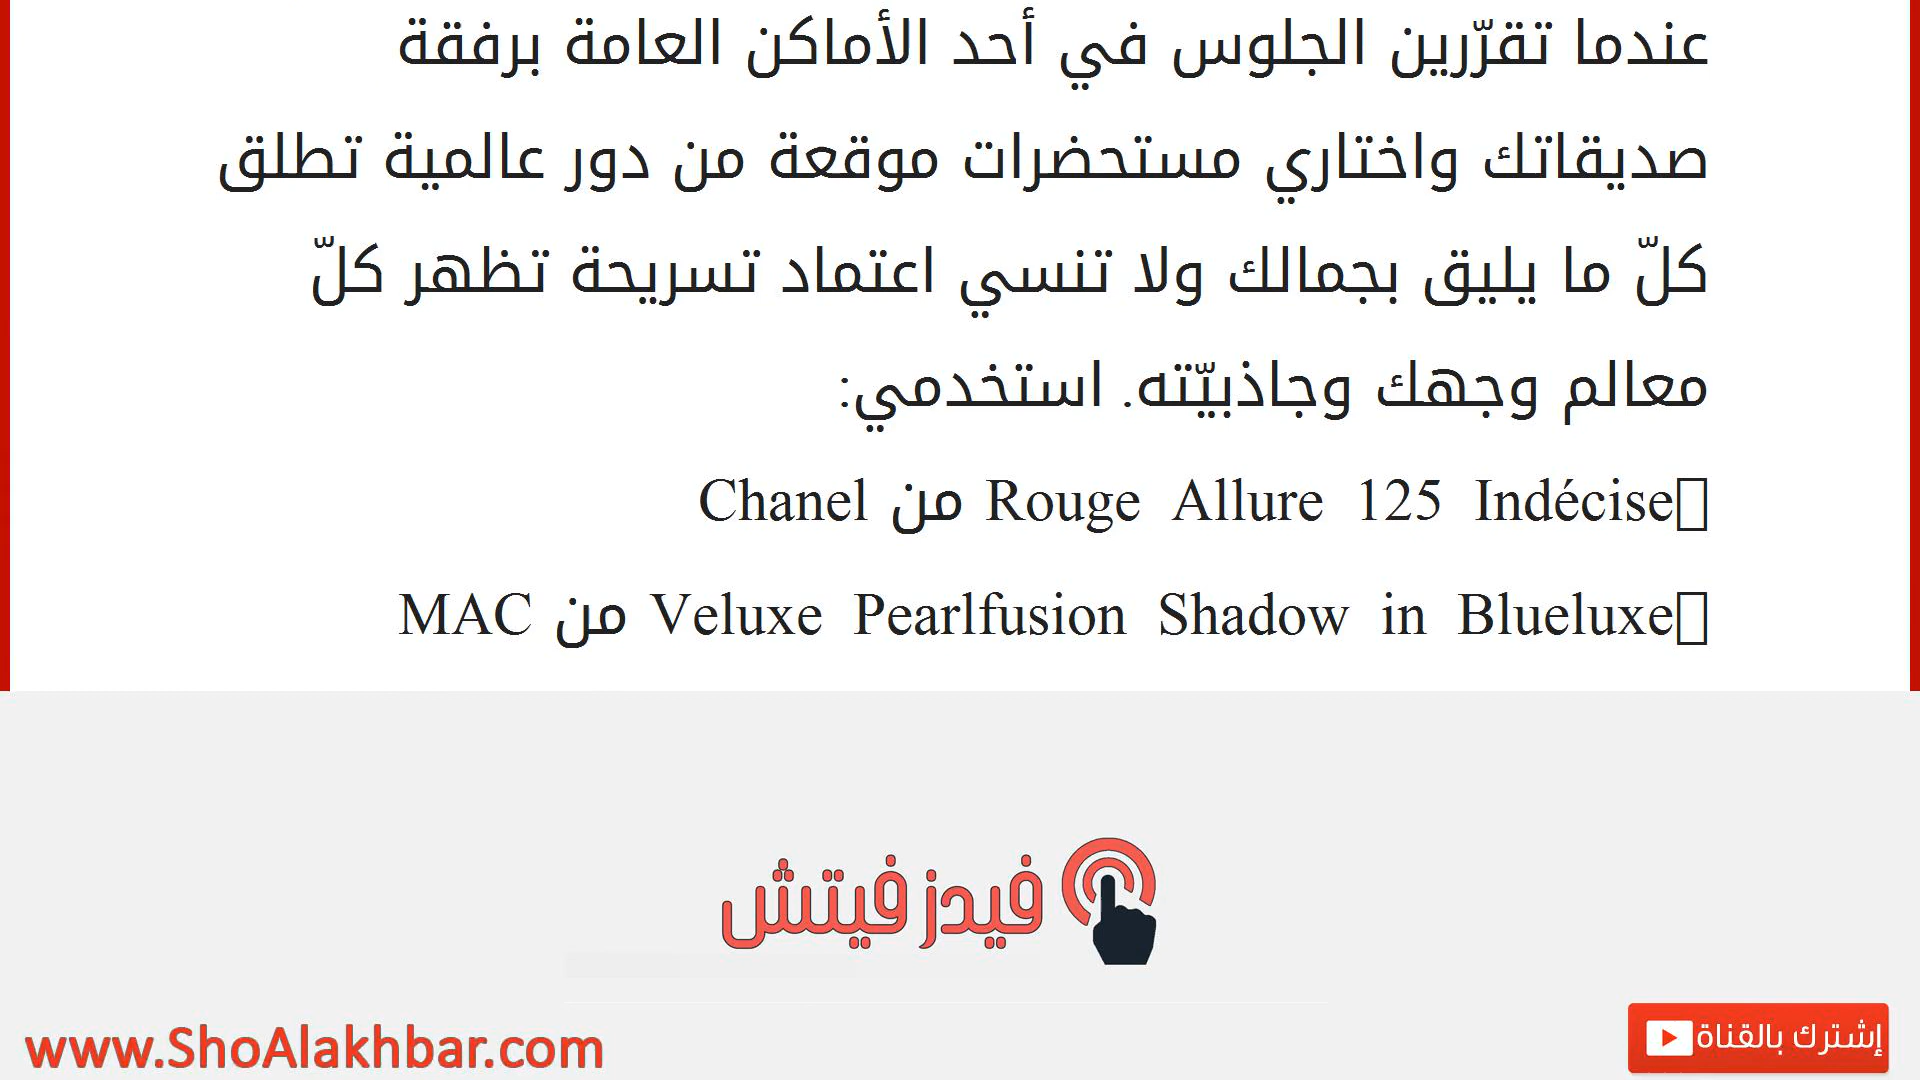 عندما تقرّرين الجلوس في أحد الأماكن العامة برفقة
صديقاتك واختاري مستحضرات موقعة من دور عالمية تطلق
كلّ ما يليق بجمالك ولا تنسي اعتماد تسريحة تظهر كلّ
معالم وجهك وجاذبيّته. استخدمي:
Rouge Allure 125 Indécise من Chanel
Veluxe Pearlfusion Shadow in Blueluxe من MAC
فيدز فيتش
www.ShoAlakhbar.com
إشترك بالقناة